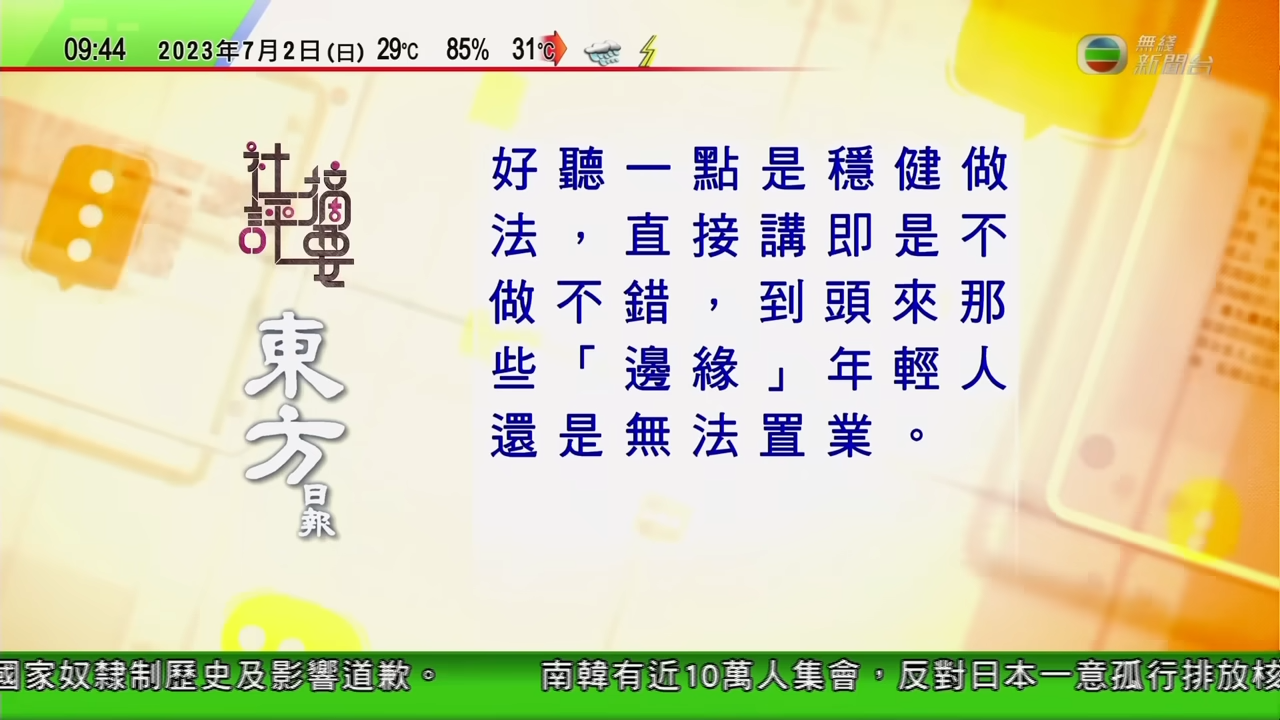 09:44 2023年7月2日(日) 29°C 85% 31°C
無綫
新聞台
社評
摘要
東方
日報
好聽一點是穩健做
法，直接講即是不
做不錯，到頭來那
些「邊緣」年輕人
還是無法置業。
國家奴隸制歷史及影響道歉。 南韓有近10萬人集會，反對日本一意孤行排放核